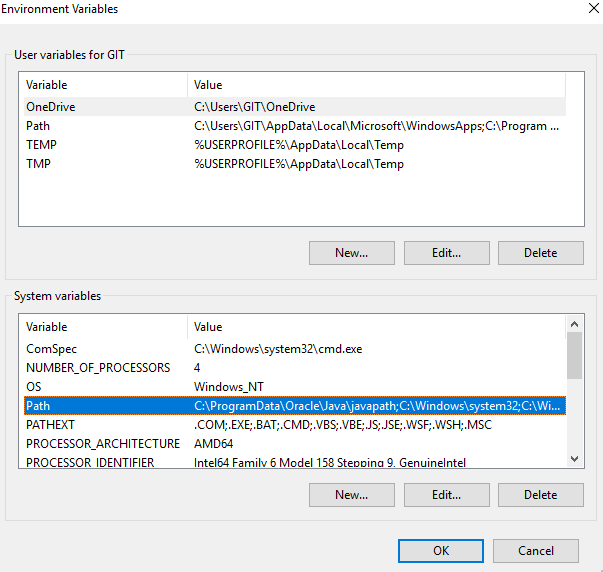 Environment Variables
User variables for GIT
Variable Value
OneDrive C:\Users\GIT\OneDrive
Path C:\Users\GIT\AppData\Local\Microsoft\WindowsApps;C:\Program ...
TEMP %USERPROFILE%\AppData\Local\Temp
TMP %USERPROFILE%\AppData\Local\Temp
New... Edit... Delete
System variables
Variable Value
ComSpec C:\Windows\system32\cmd.exe
NUMBER_OF_PROCESSORS 4
OS Windows_NT
Path C:\ProgramData\Oracle\Java\javapath;C:\Windows\system32;C:\Wi...
PATHEXT .COM;.EXE;.BAT;.CMD;.VBS;.VBE;.JS;.JSE;.WSF;.WSH;.MSC
PROCESSOR_ARCHITECTURE AMD64
PROCESSOR_IDENTIFIER Intel64 Family 6 Model 158 Stepping 9, GenuineIntel
New... Edit... Delete
OK Cancel